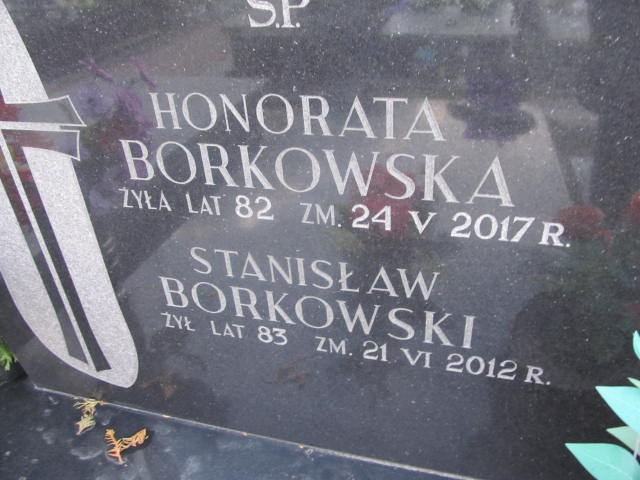 Ś.P.
HONORATA
BORKOWSKA
ŻYŁA LAT 82 ZM. 24 V 2017 R.
STANISŁAW
BORKOWSKI
ŻYŁ LAT 83 ZM. 21 VI 2012 R.